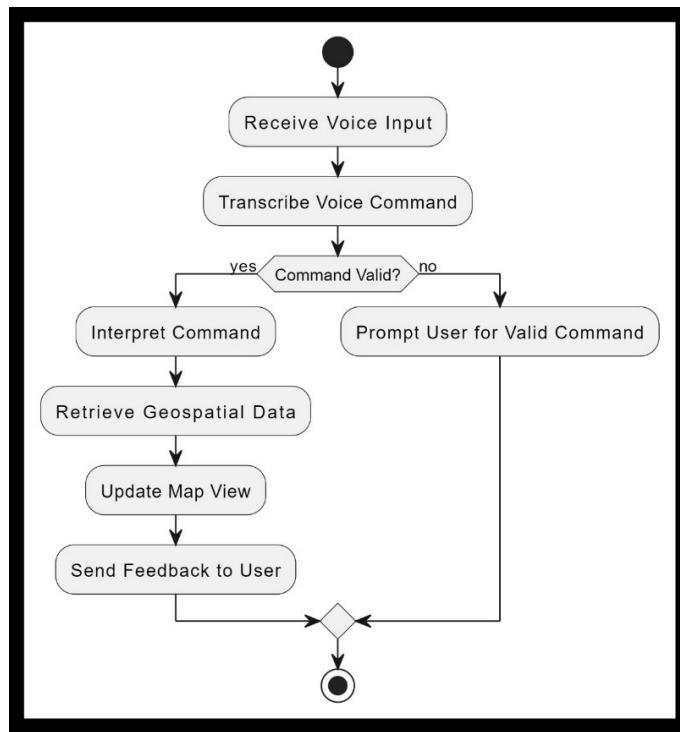 Receive Voice Input
Transcribe Voice Command
yes
Command Valid?
no
Interpret Command
Prompt User for Valid Command
Retrieve Geospatial Data
Update Map View
Send Feedback to User